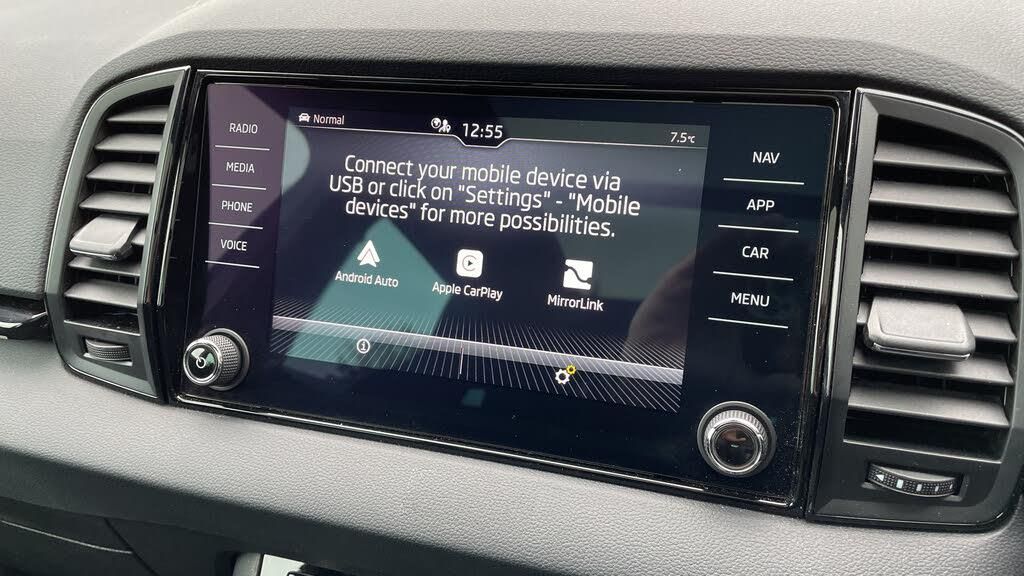 Normal
12:55
7.5°C
RADIO
MEDIA
PHONE
VOICE
Connect your mobile device via
USB or click on "Settings" - "Mobile
devices" for more possibilities.
Android Auto
Apple CarPlay
MirrorLink
NAV
APP
CAR
MENU